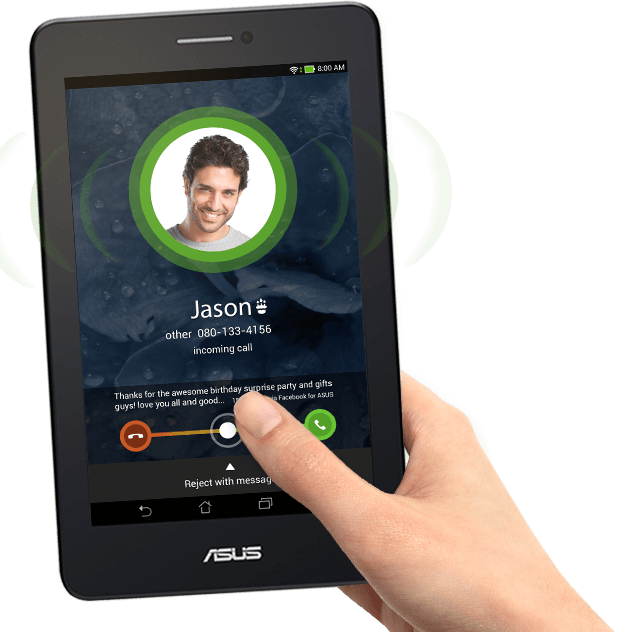 8:00 AM
Jason
other 080-133-4156
incoming call
Thanks for the awesome birthday surprise party and gifts
guys! love you all and good... Facebook for ASUS
Reject with
ASUS